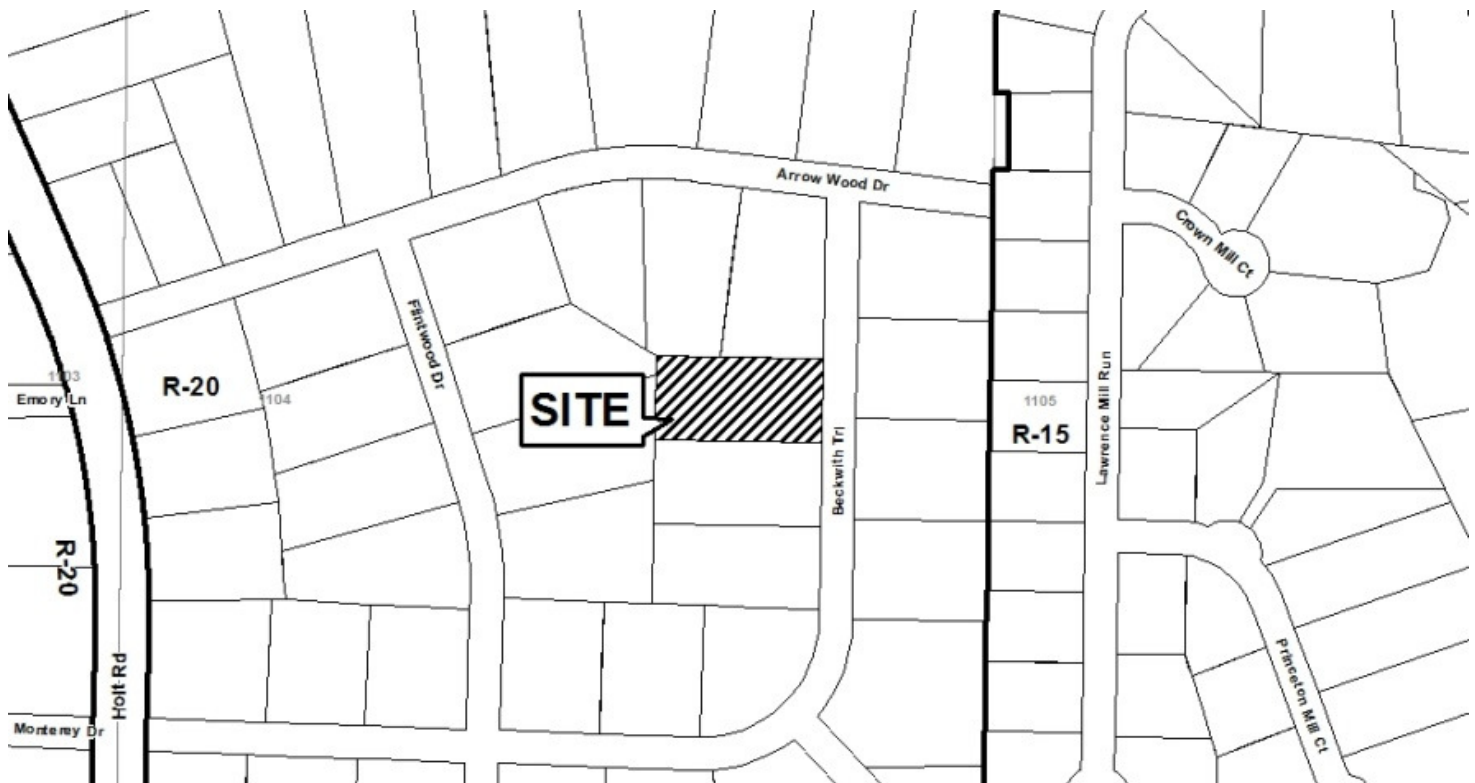 Arrow Wood Dr
Crown Mill Ct
Flintwood Dr
1103
Emory Ln
R-20
1104
SITE
Beckwith Trl
1105
R-15
Lawrence Mill Run
R-20
Holt Rd
Monterey Dr
Princeton Mill Ct